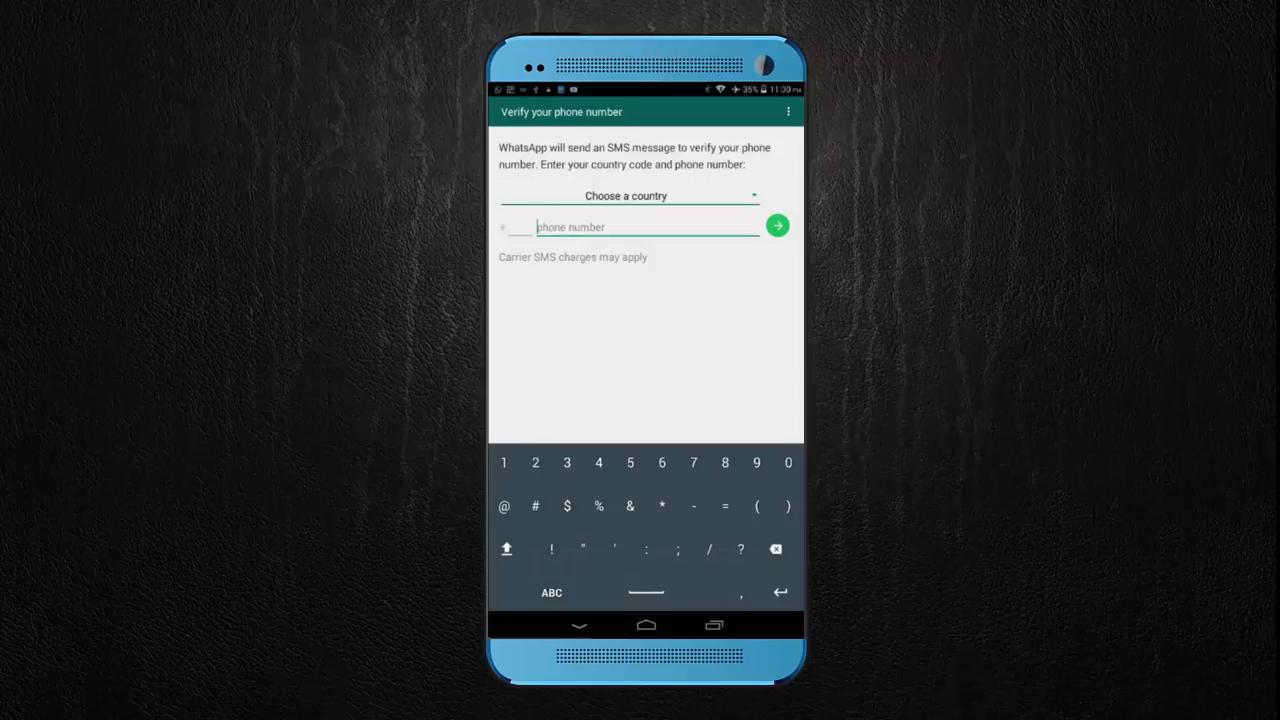 35% 11:30 PM
Verify your phone number
WhatsApp will send an SMS message to verify your phone
number. Enter your country code and phone number:
Choose a country
+ phone number
Carrier SMS charges may apply
1 2 3 4 5 6 7 8 9 0
@ # $ % & * - = ( )
! " ' : ; / ?
ABC ,